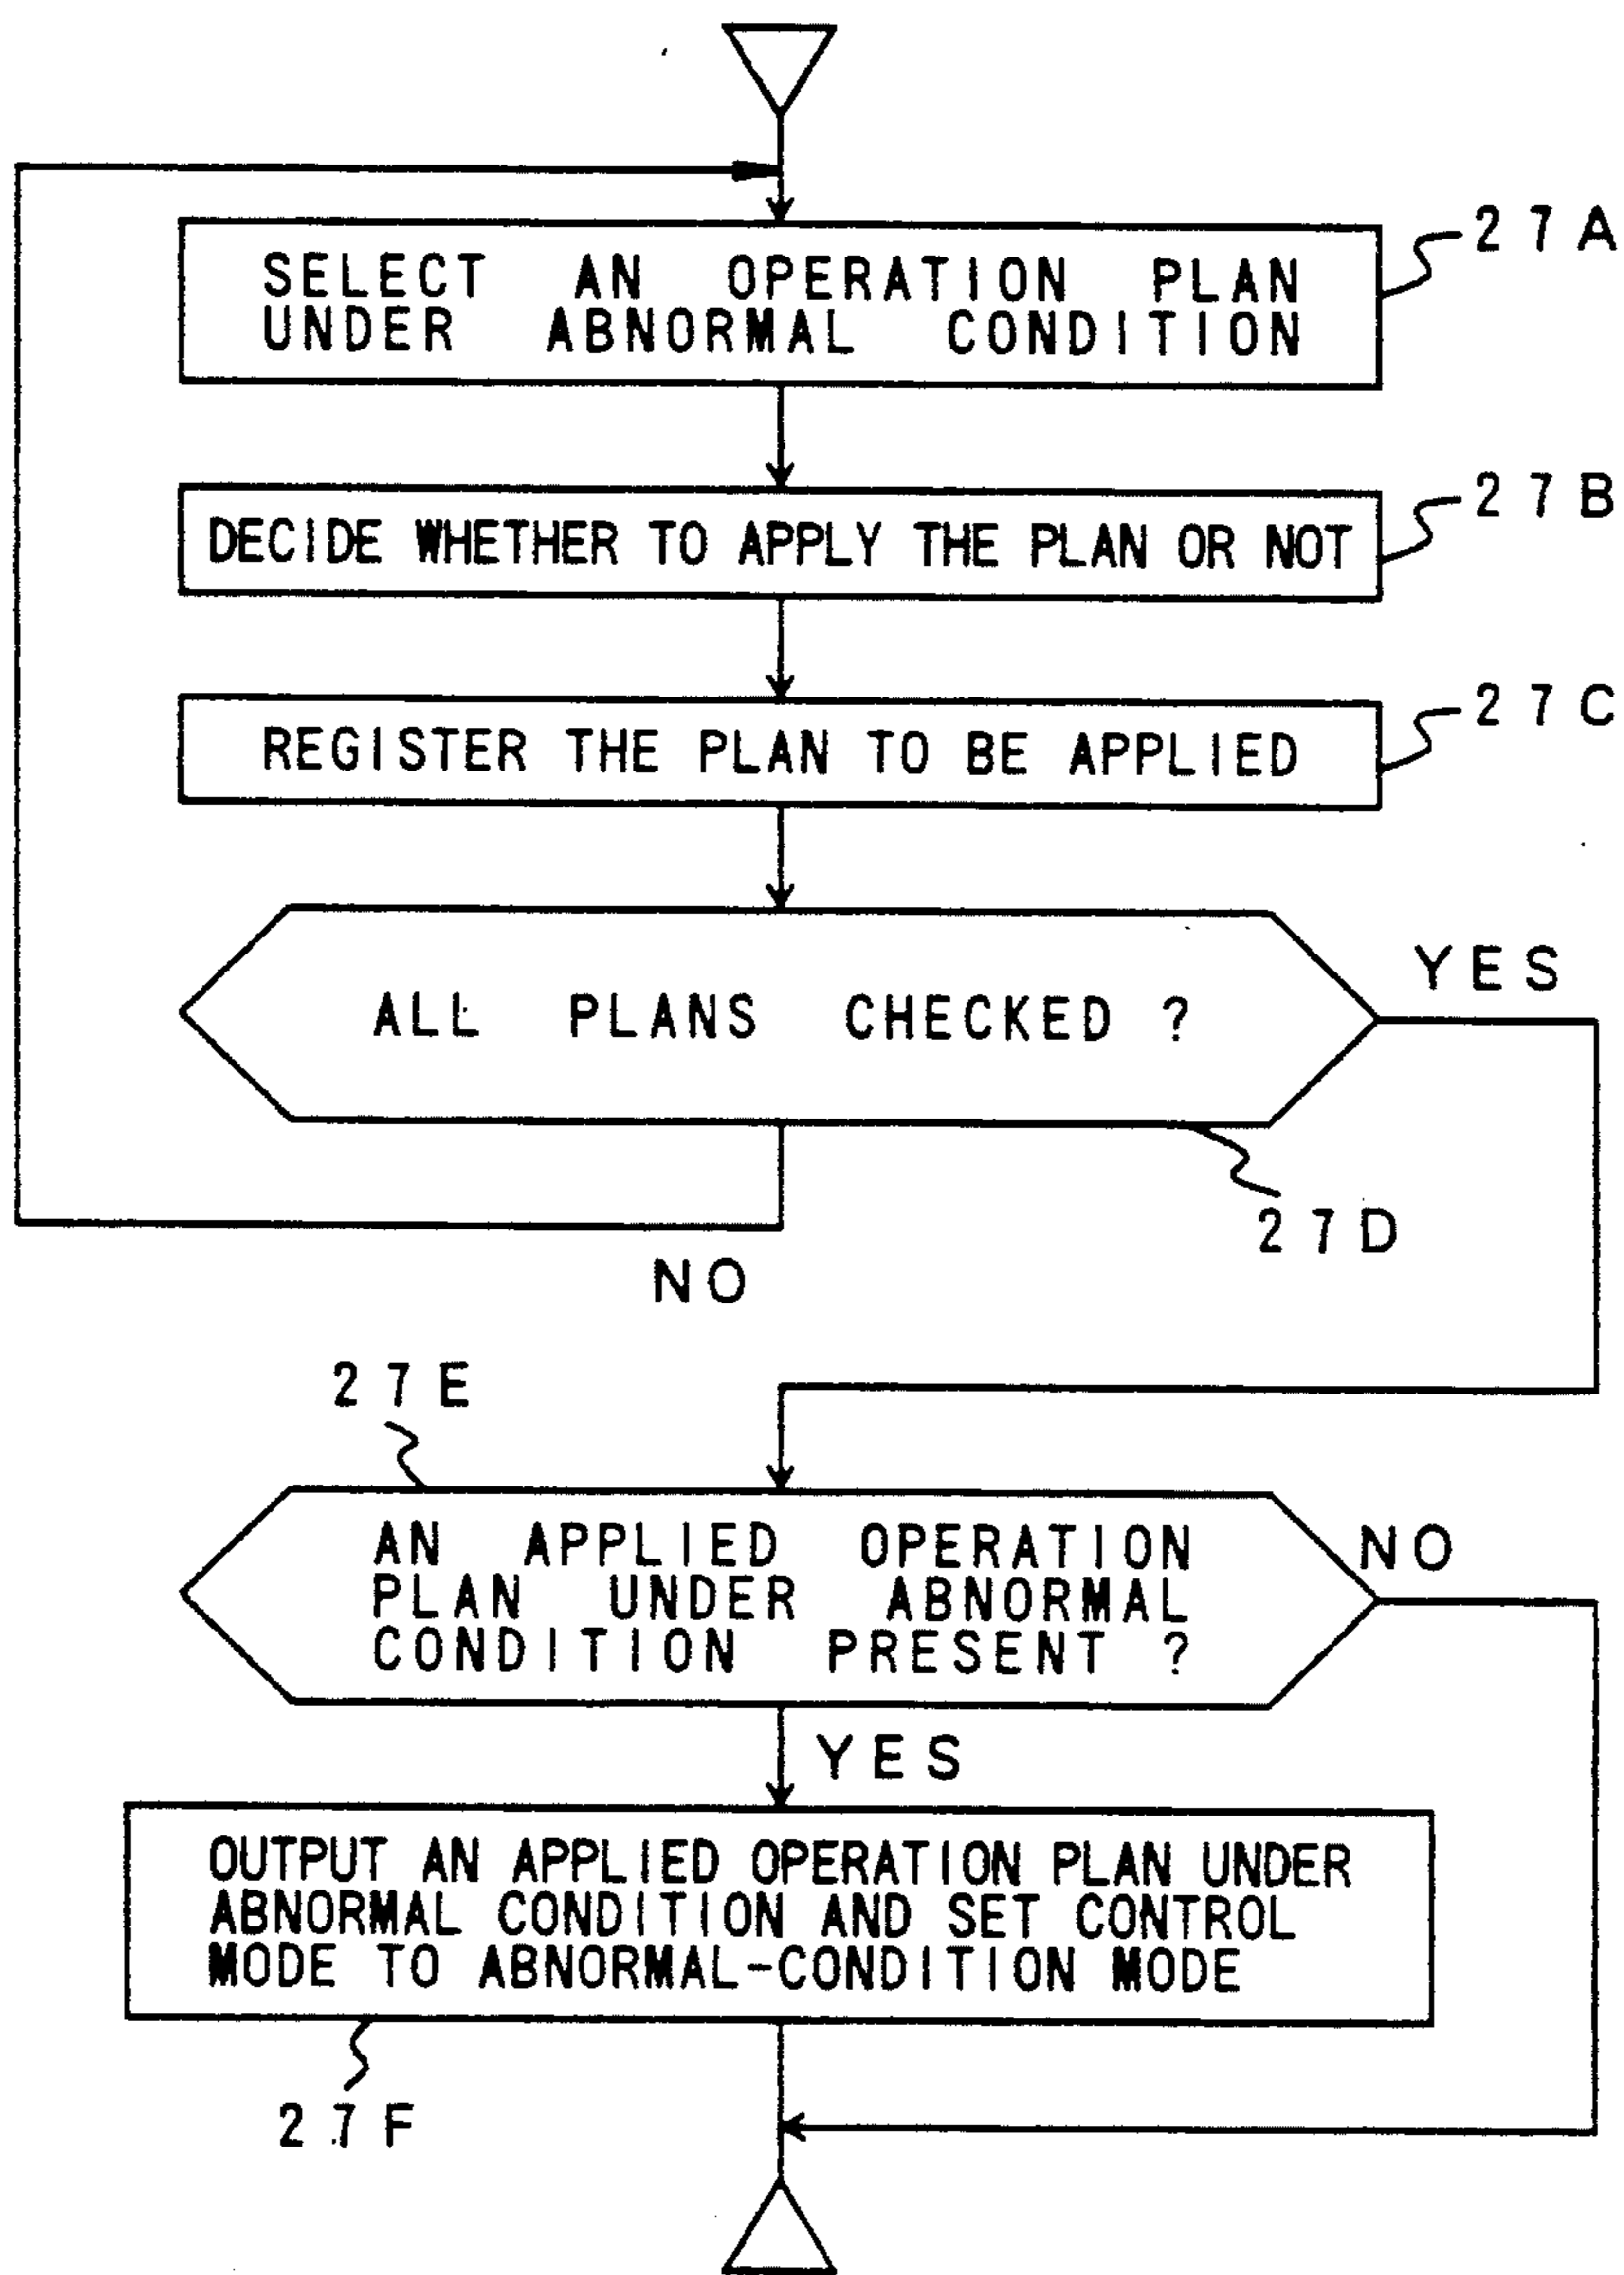 SELECT AN OPERATION PLAN
UNDER ABNORMAL CONDITION
27A
DECIDE WHETHER TO APPLY THE PLAN OR NOT
27B
REGISTER THE PLAN TO BE APPLIED
27C
ALL PLANS CHECKED ?
YES
27D
NO
27E
AN APPLIED OPERATION
PLAN UNDER ABNORMAL
CONDITION PRESENT ?
NO
YES
OUTPUT AN APPLIED OPERATION PLAN UNDER
ABNORMAL CONDITION AND SET CONTROL
MODE TO ABNORMAL-CONDITION MODE
27F